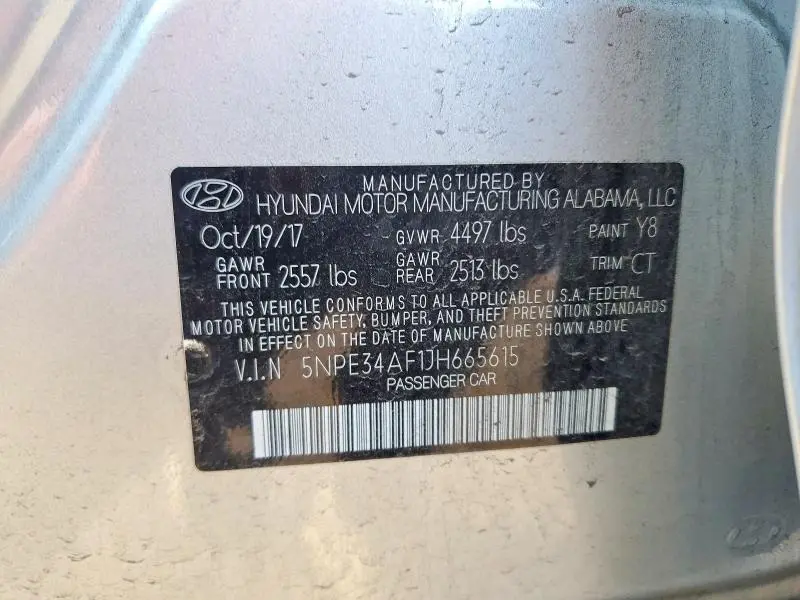 MANUFACTURED BY
HYUNDAI MOTOR MANUFACTURING ALABAMA, LLC
Oct/19/17 GVWR 4497 lbs PAINT Y8
GAWR FRONT 2557 lbs GAWR REAR 2513 lbs TRIM CT
THIS VEHICLE CONFORMS TO ALL APPLICABLE U.S.A. FEDERAL
MOTOR VEHICLE SAFETY, BUMPER, AND THEFT PREVENTION STANDARDS
IN EFFECT ON THE DATE OF MANUFACTURE SHOWN ABOVE.
V.I.N 5NPE34AF1JH665615
PASSENGER CAR